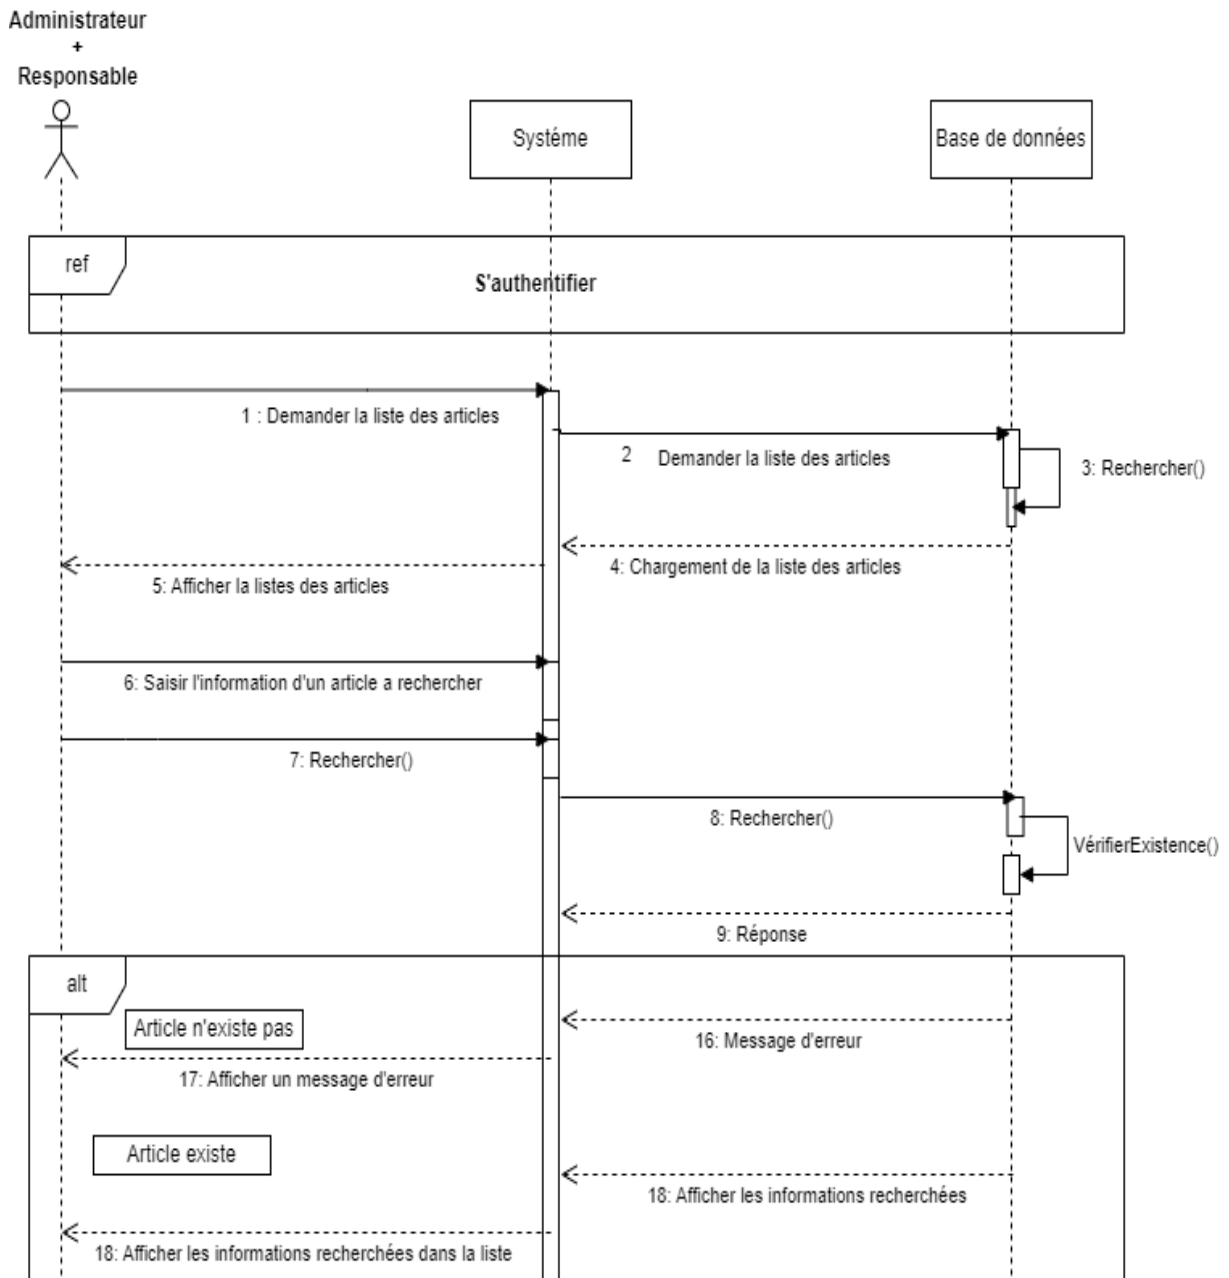 Administrateur
+
Responsable
Systéme
Base de données
ref
S'authentifier
1 : Demander la liste des articles
2 Demander la liste des articles
3: Rechercher()
4: Chargement de la liste des articles
5: Afficher la listes des articles
6: Saisir l'information d'un article a rechercher
7: Rechercher()
8: Rechercher()
VérifierExistence()
9: Réponse
alt
Article n'existe pas
16: Message d'erreur
17: Afficher un message d'erreur
Article existe
18: Afficher les informations recherchées
18: Afficher les informations recherchées dans la liste